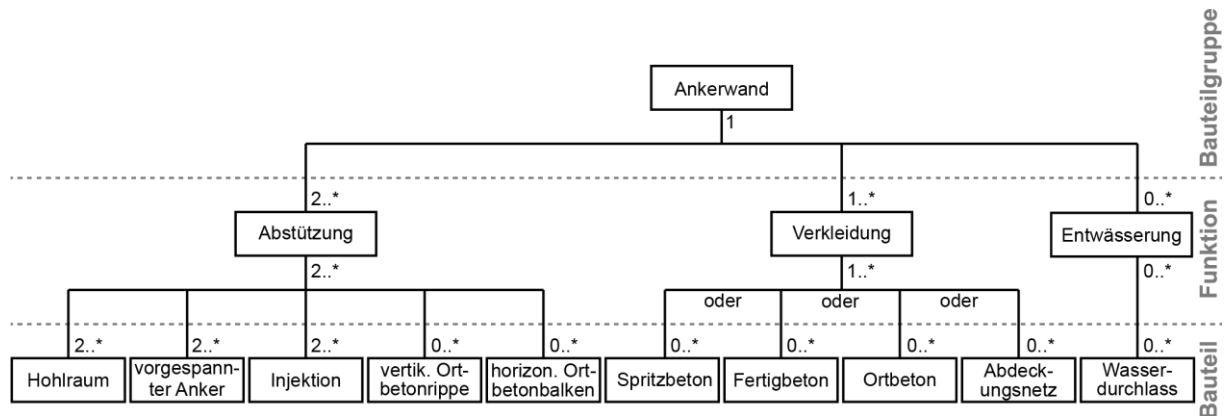 Ankerwand
1
Bauteilgruppe
2..*
1..*
0..*
Abstützung
Verkleidung
Entwässerung
2..*
1..*
0..*
Funktion
oder
oder
oder
2..*
2..*
2..*
0..*
0..*
0..*
0..*
0..*
0..*
0..*
Hohlraum
vorgespann-
ter Anker
Injektion
vertik. Ort-
betonrippe
horizon. Ort-
betonbalken
Spritzbeton
Fertigbeton
Ortbeton
Abdeck-
ungsnetz
Wasser-
durchlass
Bauteil